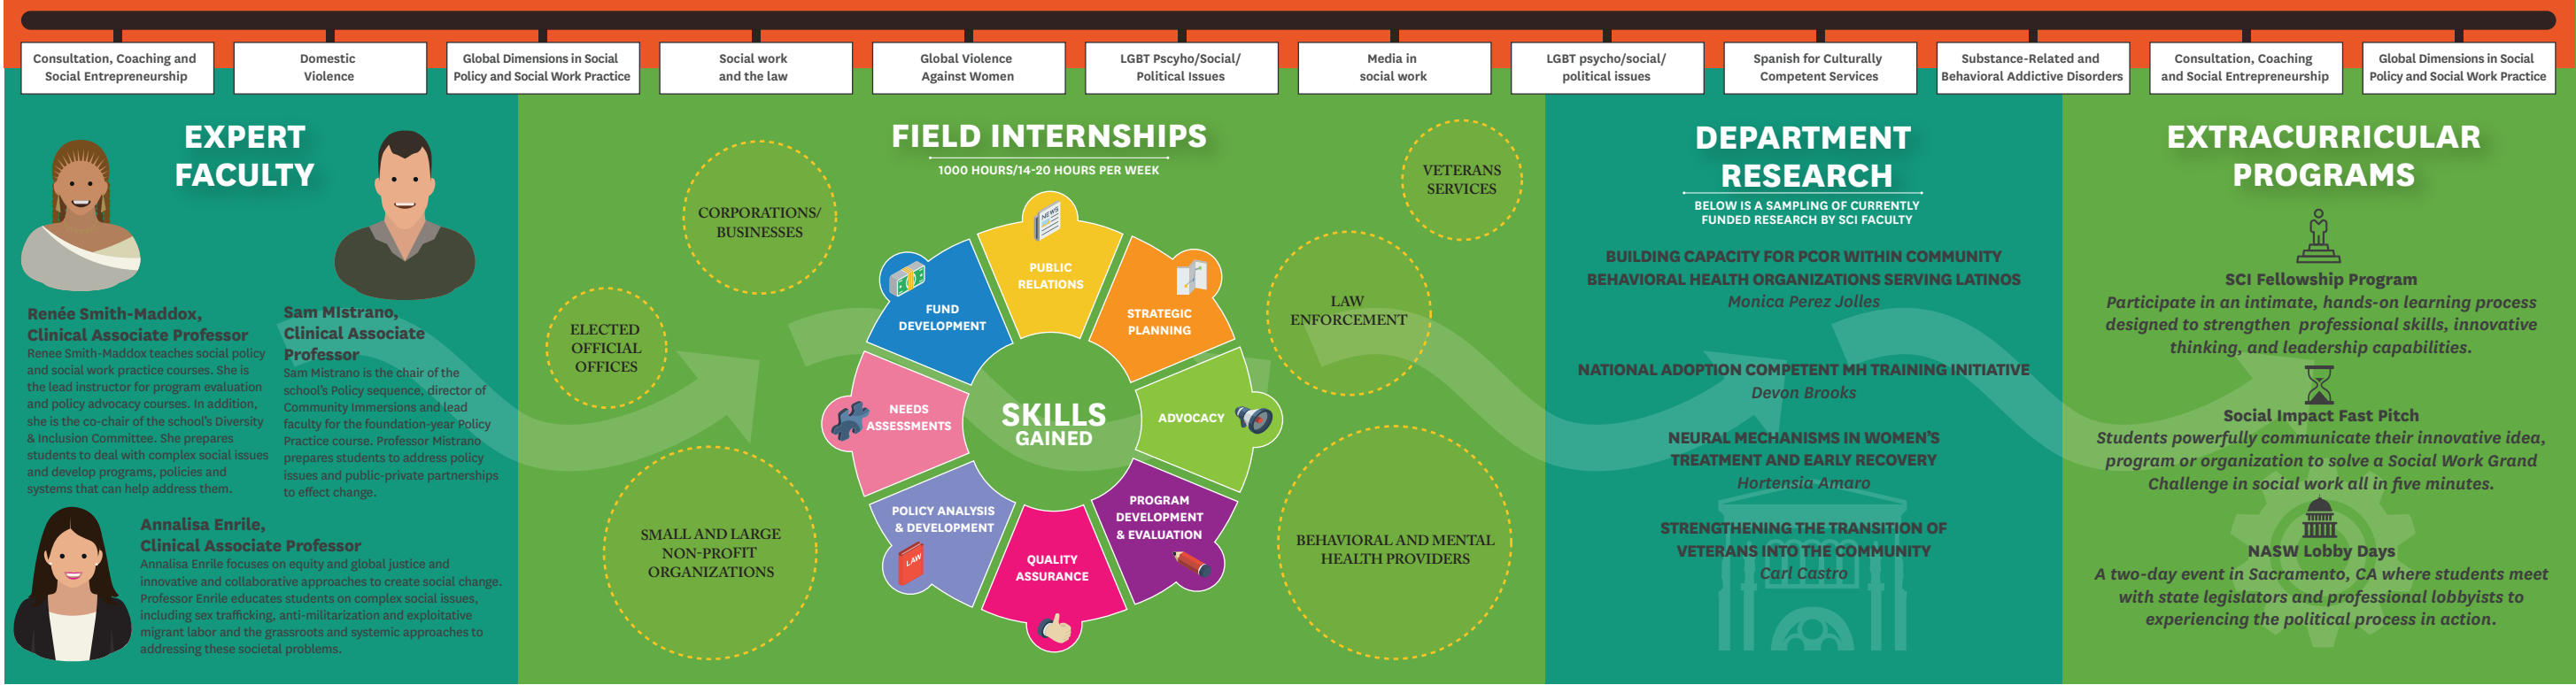 Consultation, Coaching and
Social Entrepreneurship
Domestic
Violence
Global Dimensions in Social
Policy and Social Work Practice
Social work
and the law
Global Violence
Against Women
LGBT Pscyho/Social/
Political Issues
Media in
social work
LGBT psycho/social/
political issues
Spanish for Culturally
Competent Services
Substance-Related and
Behavioral Addictive Disorders
Consultation, Coaching
and Social Entrepreneurship
Global Dimensions in Social
Policy and Social Work Practice
EXPERT
FACULTY
Renée Smith-Maddox,
Clinical Associate Professor
Renee Smith-Maddox teaches social policy
and social work practice courses. She is
the lead instructor for program evaluation
and policy advocacy courses. In addition,
she is the co-chair of the school's Diversity
& Inclusion Committee. She prepares
students to deal with complex social issues
and develop programs, policies and
systems that can help address them.
Sam MIstrano,
Clinical Associate
Professor
Sam Mistrano is the chair of the
school's Policy sequence, director of
Community Immersions and lead
faculty for the foundation-year Policy
Practice course. Professor Mistrano
prepares students to address policy
issues and public-private partnerships
to effect change.
Annalisa Enrile,
Clinical Associate Professor
Annalisa Enrile focuses on equity and global justice and
innovative and collaborative approaches to create social change.
Professor Enrile educates students on complex social issues,
including sex trafficking, anti-militarization and exploitative
migrant labor and the grassroots and systemic approaches to
addressing these societal problems.
FIELD INTERNSHIPS
1000 HOURS/14-20 HOURS PER WEEK
CORPORATIONS/
BUSINESSES
ELECTED
OFFICIAL
OFFICES
SMALL AND LARGE
NON-PROFIT
ORGANIZATIONS
VETERANS
SERVICES
LAW
ENFORCEMENT
BEHAVIORAL AND MENTAL
HEALTH PROVIDERS
SKILLS
GAINED
NEWS
PUBLIC
RELATIONS
STRATEGIC
PLANNING
ADVOCACY
PROGRAM
DEVELOPMENT
& EVALUATION
QUALITY
ASSURANCE
POLICY ANALYSIS
& DEVELOPMENT
LAW
NEEDS
ASSESSMENTS
FUND
DEVELOPMENT
DEPARTMENT
RESEARCH
BELOW IS A SAMPLING OF CURRENTLY
FUNDED RESEARCH BY SCI FACULTY
BUILDING CAPACITY FOR PCOR WITHIN COMMUNITY
BEHAVIORAL HEALTH ORGANIZATIONS SERVING LATINOS
Monica Perez Jolles
NATIONAL ADOPTION COMPETENT MH TRAINING INITIATIVE
Devon Brooks
NEURAL MECHANISMS IN WOMEN'S
TREATMENT AND EARLY RECOVERY
Hortensia Amaro
STRENGTHENING THE TRANSITION OF
VETERANS INTO THE COMMUNITY
Carl Castro
EXTRACURRICULAR
PROGRAMS
SCI Fellowship Program
Participate in an intimate, hands-on learning process
designed to strengthen professional skills, innovative
thinking, and leadership capabilities.
Social Impact Fast Pitch
Students powerfully communicate their innovative idea,
program or organization to solve a Social Work Grand
Challenge in social work all in five minutes.
NASW Lobby Days
A two-day event in Sacramento, CA where students meet
with state legislators and professional lobbyists to
experiencing the political process in action.